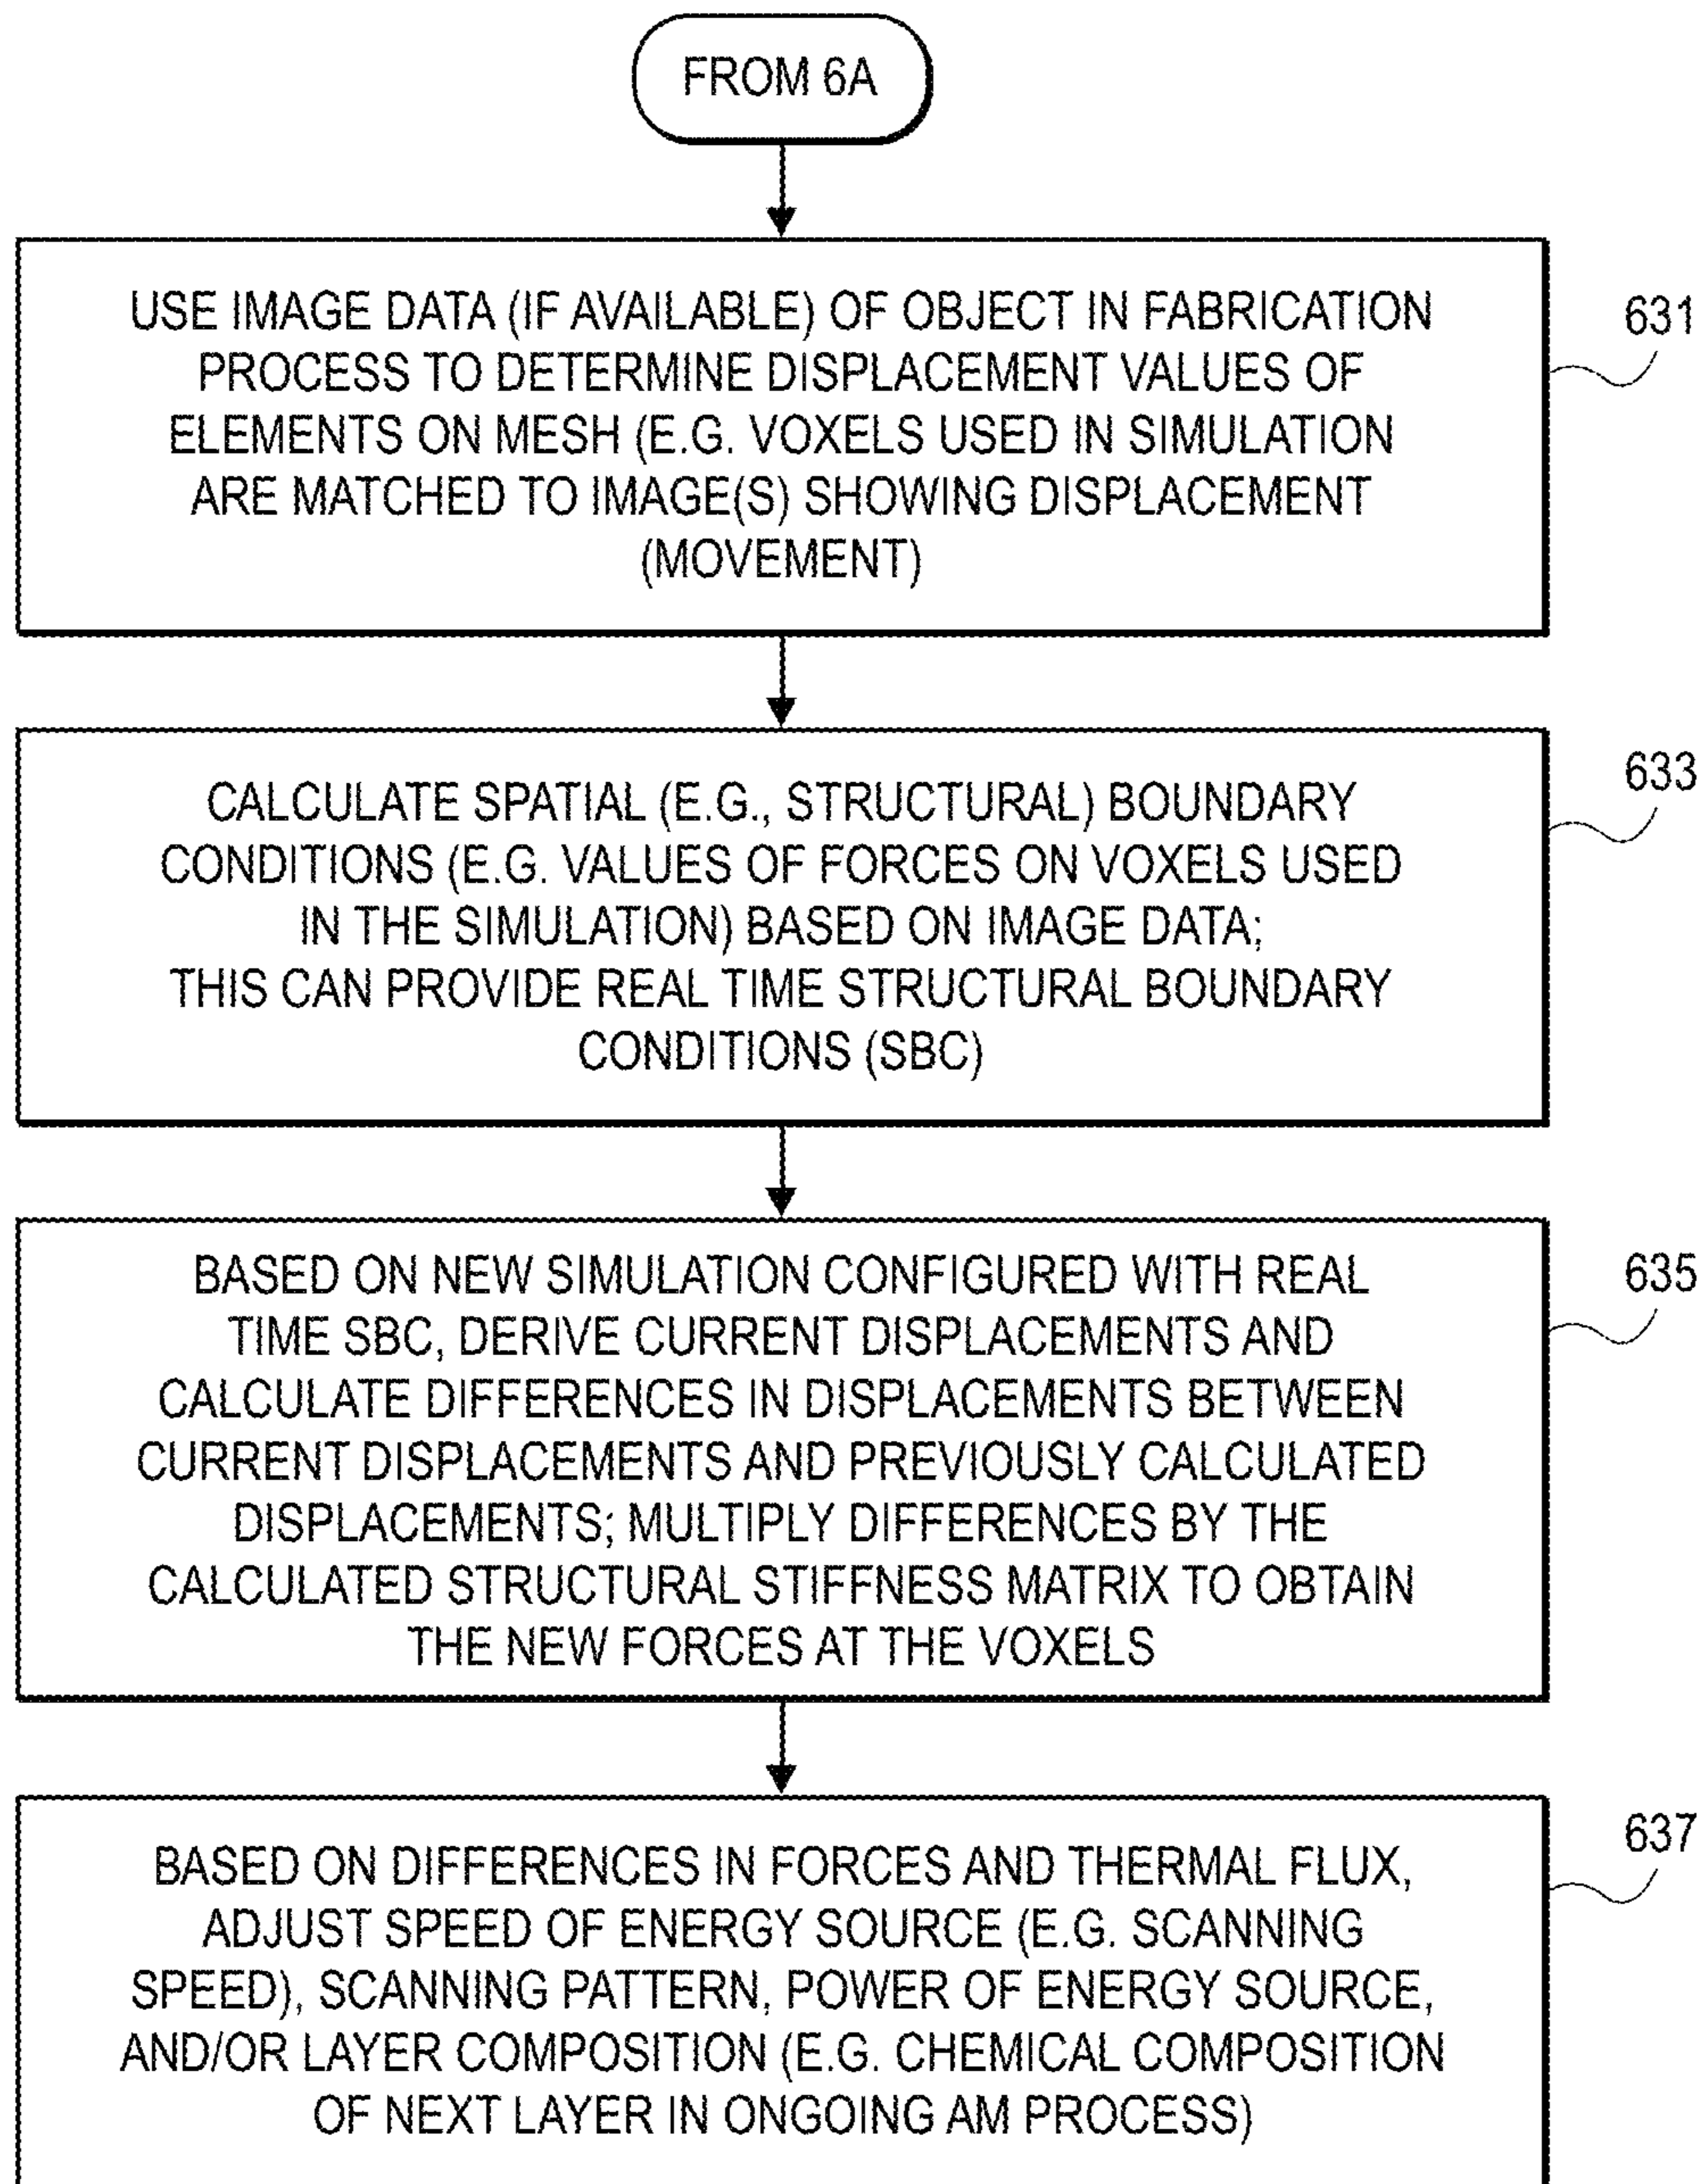 FROM 6A
USE IMAGE DATA (IF AVAILABLE) OF OBJECT IN FABRICATION
PROCESS TO DETERMINE DISPLACEMENT VALUES OF
ELEMENTS ON MESH (E.G. VOXELS USED IN SIMULATION
ARE MATCHED TO IMAGE(S) SHOWING DISPLACEMENT
(MOVEMENT)
631
CALCULATE SPATIAL (E.G., STRUCTURAL) BOUNDARY
CONDITIONS (E.G. VALUES OF FORCES ON VOXELS USED
IN THE SIMULATION) BASED ON IMAGE DATA;
THIS CAN PROVIDE REAL TIME STRUCTURAL BOUNDARY
CONDITIONS (SBC)
633
BASED ON NEW SIMULATION CONFIGURED WITH REAL
TIME SBC, DERIVE CURRENT DISPLACEMENTS AND
CALCULATE DIFFERENCES IN DISPLACEMENTS BETWEEN
CURRENT DISPLACEMENTS AND PREVIOUSLY CALCULATED
DISPLACEMENTS; MULTIPLY DIFFERENCES BY THE
CALCULATED STRUCTURAL STIFFNESS MATRIX TO OBTAIN
THE NEW FORCES AT THE VOXELS
635
BASED ON DIFFERENCES IN FORCES AND THERMAL FLUX,
ADJUST SPEED OF ENERGY SOURCE (E.G. SCANNING
SPEED), SCANNING PATTERN, POWER OF ENERGY SOURCE,
AND/OR LAYER COMPOSITION (E.G. CHEMICAL COMPOSITION
OF NEXT LAYER IN ONGOING AM PROCESS)
637